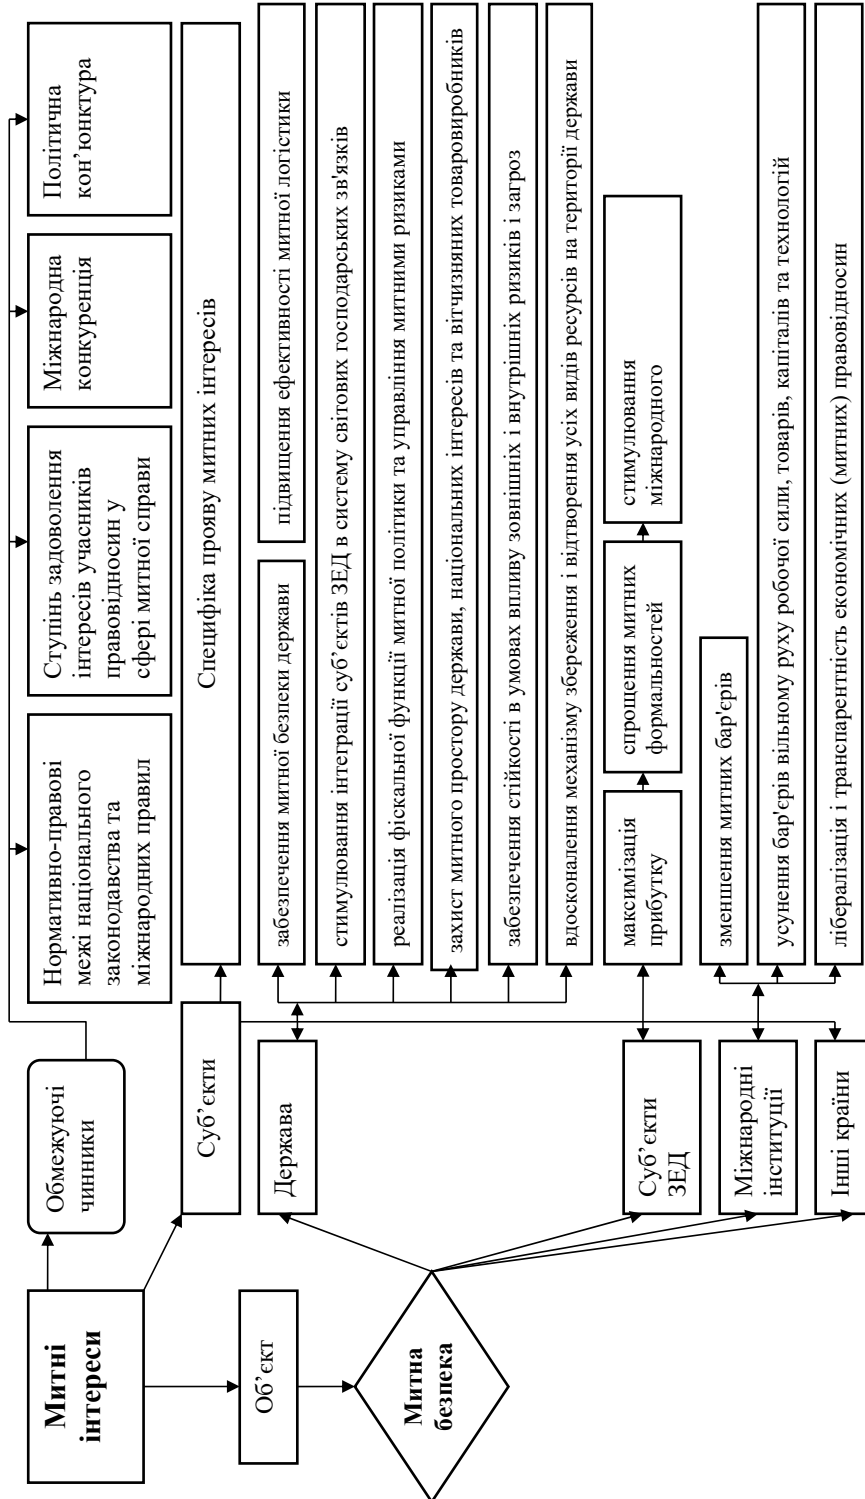 Митні
інтереси
Обмежуючі
чинники
Нормативно-правові
межі національного
законодавства та
міжнародних правил
Ступінь задоволення
інтересів учасників
правовідносин у
сфері митної справи
Міжнародна
конкуренція
Політична
кон’юнктура
Суб’єкти
Специфіка прояву митних інтересів
Об’єкт
Митна
безпека
Держава
забезпечення митної безпеки держави
підвищення ефективності митної логістики
стимулювання інтеграції суб’єктів ЗЕД в систему світових господарських зв'язків
реалізація фіскальної функції митної політики та управління митними ризиками
захист митного простору держави, національних інтересів та вітчизняних товаровиробників
забезпечення стійкості в умовах впливу зовнішніх і внутрішніх ризиків і загроз
вдосконалення механізму збереження і відтворення усіх видів ресурсів на території держави
Суб’єкти
ЗЕД
максимізація
прибутку
спрощення митних
формальностей
стимулювання
міжнародного
Міжнародні
інституції
зменшення митних бар'єрів
усунення бар'єрів вільному руху робочої сили, товарів, капіталів та технологій
Інші країни
лібералізація і транспарентність економічних (митних) правовідносин